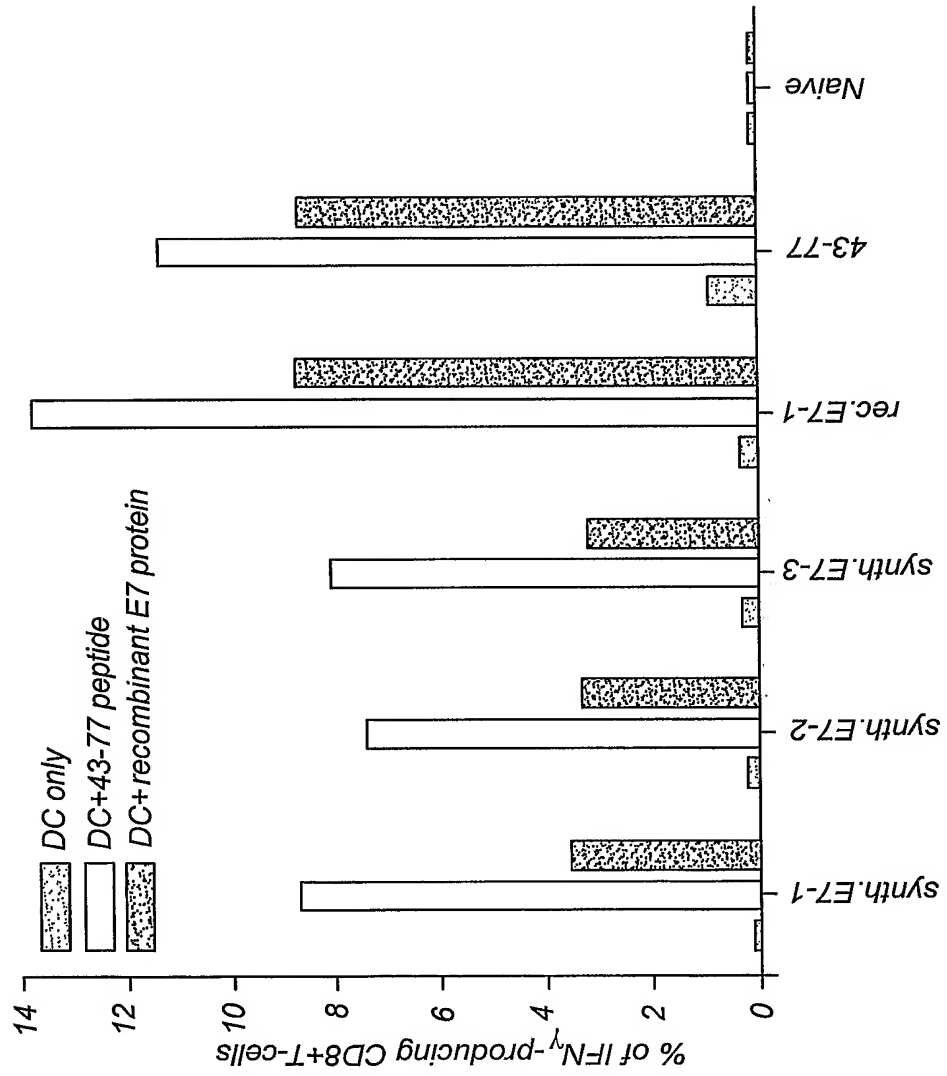 DC only
DC+43-77 peptide
DC+recombinant E7 protein
14
12
10
8
6
4
2
0
% of IFNγ-producing CD8+T-cells
synth.E7-1
synth.E7-2
synth.E7-3
rec.E7-1
43-77
Naive